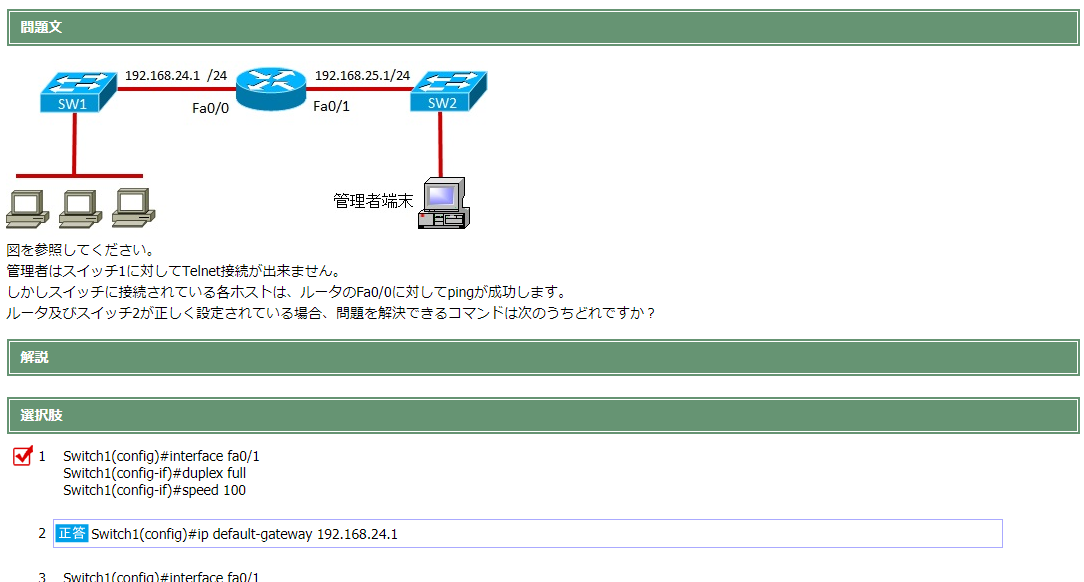 問題文
192.168.24.1 /24
192.168.25.1/24
SW1
SW2
Fa0/0
Fa0/1
管理者端末
図を参照してください。
管理者はスイッチ1に対してTelnet接続が出来ません。
しかしスイッチに接続されている各ホストは、ルータのFa0/0に対してpingが成功します。
ルータ及びスイッチ2が正しく設定されている場合、問題を解決できるコマンドは次のうちどれですか？
解説
選択肢
1 Switch1(config)#interface fa0/1
Switch1(config-if)#duplex full
Switch1(config-if)#speed 100
2 正答 Switch1(config)#ip default-gateway 192.168.24.1
3 Switch1(config)#interface fa0/1